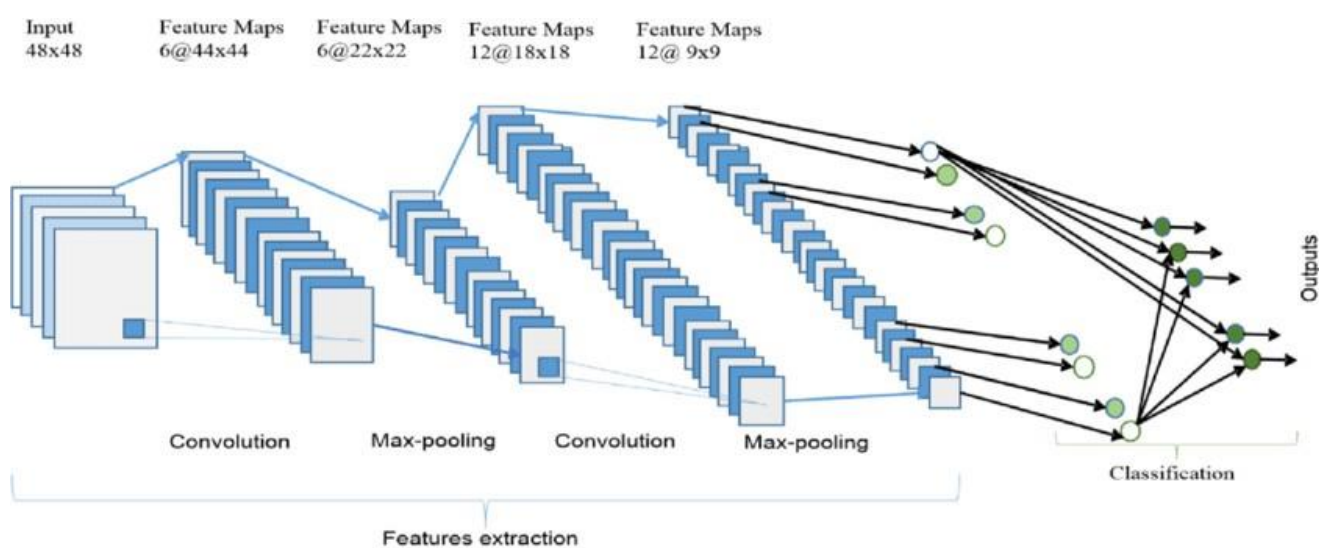 Input
48x48
Feature Maps
6@44x44
Feature Maps
6@22x22
Feature Maps
12@18x18
Feature Maps
12@ 9x9
Outputs
Convolution
Max-pooling
Convolution
Max-pooling
Classification
Features extraction